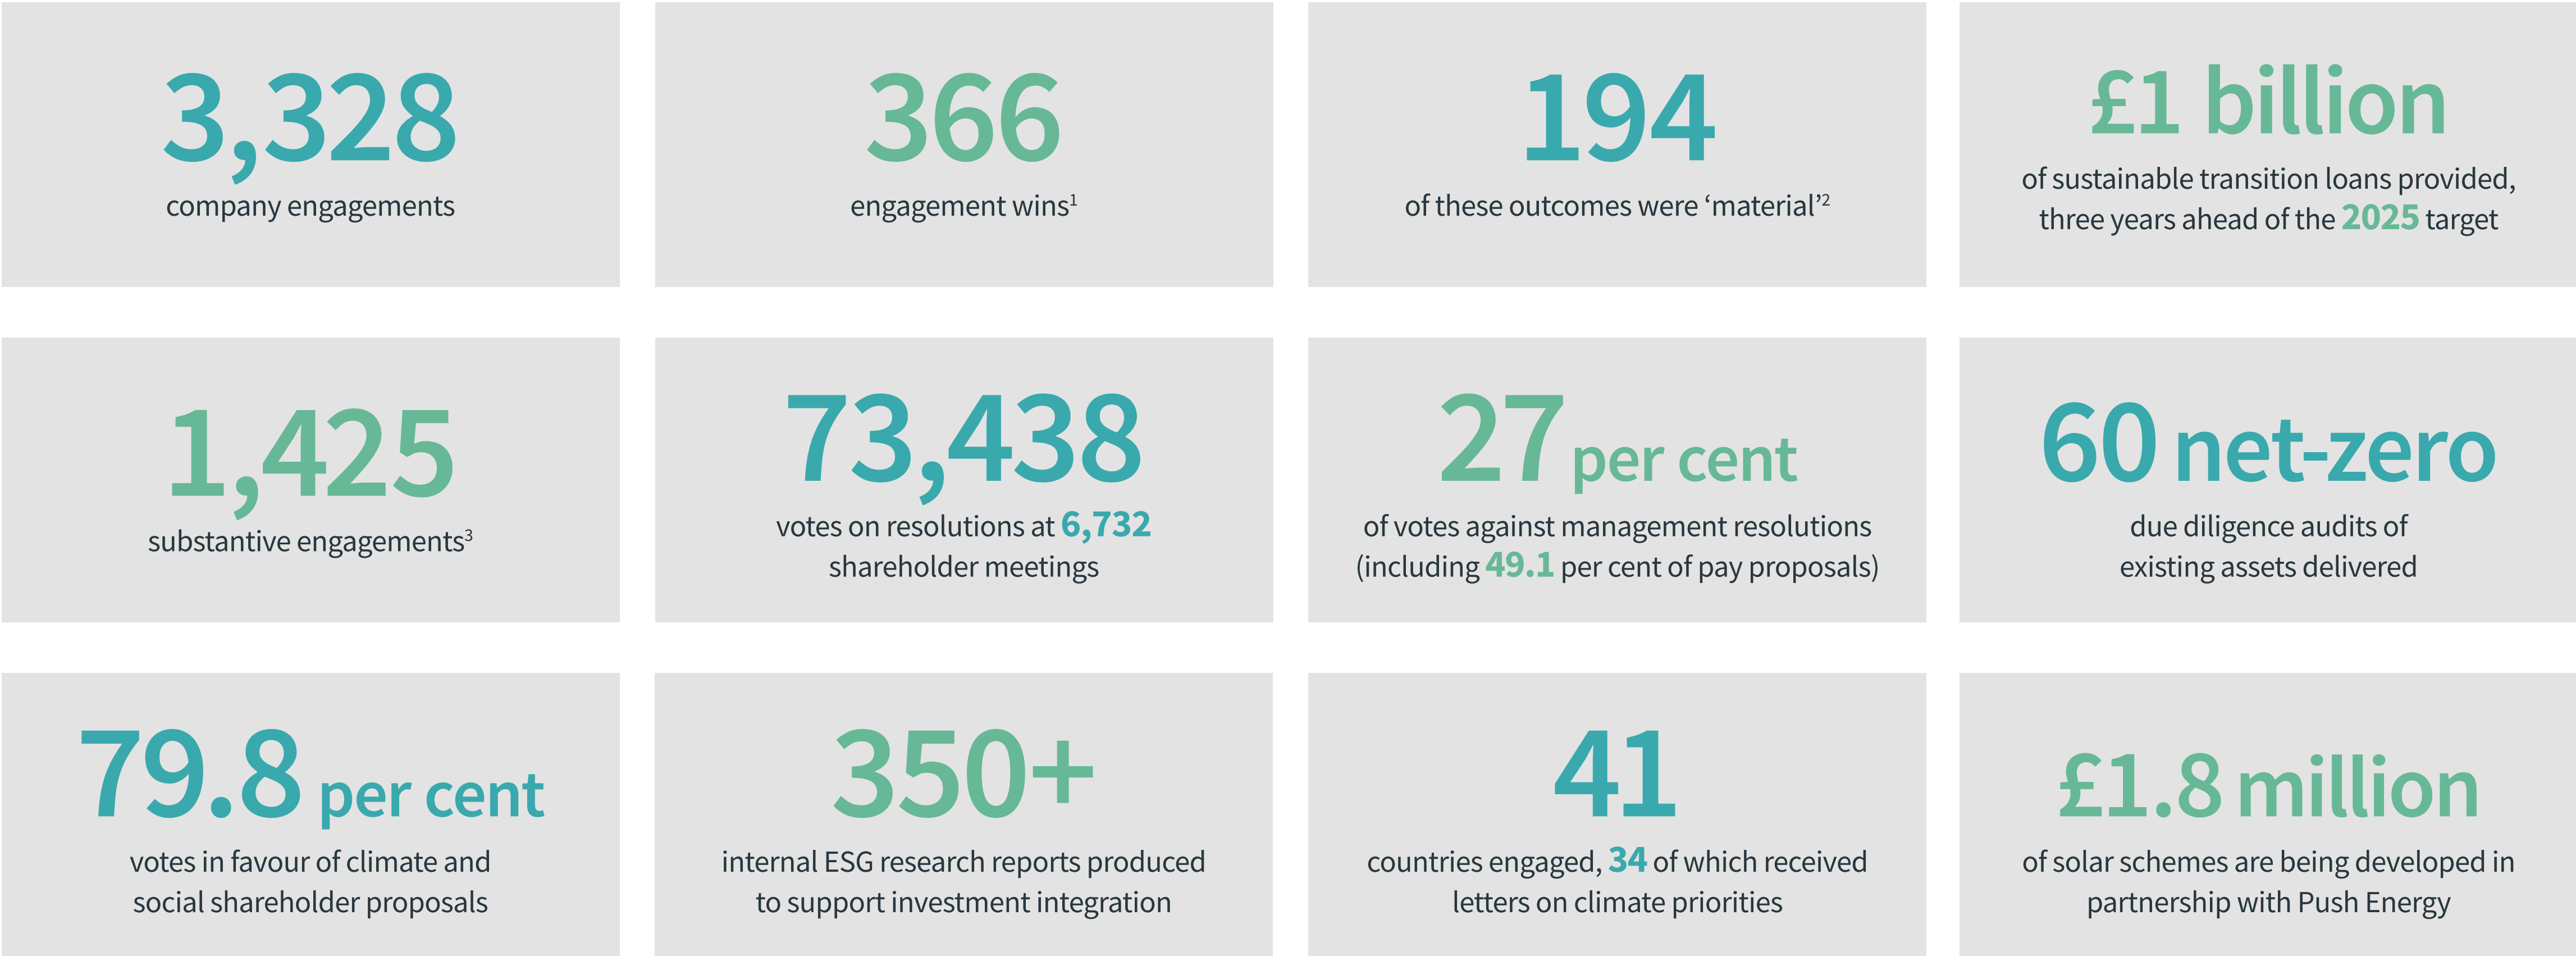 3,328
company engagements
366
engagement wins1
194
of these outcomes were ‘material’2
£1 billion
of sustainable transition loans provided,
three years ahead of the 2025 target
1,425
substantive engagements3
73,438
votes on resolutions at 6,732
shareholder meetings
27 per cent
of votes against management resolutions
(including 49.1 per cent of pay proposals)
60 net-zero
due diligence audits of
existing assets delivered
79.8 per cent
votes in favour of climate and
social shareholder proposals
350+
internal ESG research reports produced
to support investment integration
41
countries engaged, 34 of which received
letters on climate priorities
£1.8 million
of solar schemes are being developed in
partnership with Push Energy